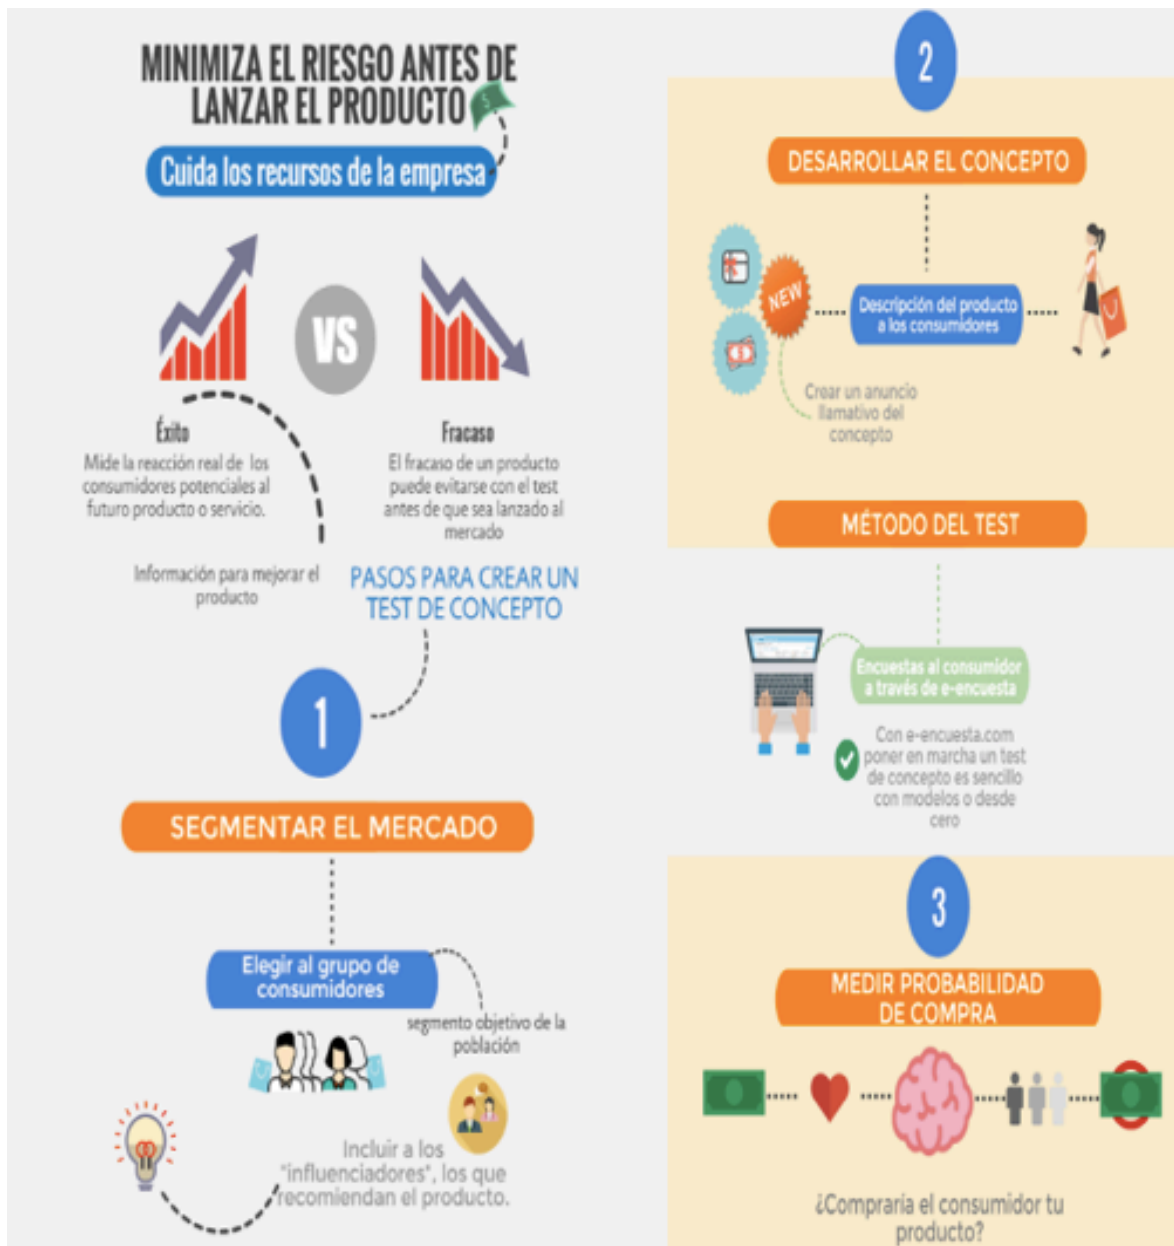 MINIMIZA EL RIESGO ANTES DE
LANZAR EL PRODUCTO
$
Cuida los recursos de la empresa
VS
Éxito
Mide la reacción real de los
consumidores potenciales al
futuro producto o servicio.
Fracaso
El fracaso de un producto
puede evitarse con el test
antes de que sea lanzado al
mercado
Información para mejorar el
producto
PASOS PARA CREAR UN
TEST DE CONCEPTO
1
SEGMENTAR EL MERCADO
Elegir al grupo de
consumidores
segmento objetivo de la
población
Incluir a los
"influenciadores", los que
recomiendan el producto.
2
DESARROLLAR EL CONCEPTO
NEW
Descripción del producto
a los consumidores
$
Crear un anuncio
llamativo del
concepto
MÉTODO DEL TEST
Encuestas al consumidor
a través de e-encuesta
Con e-encuesta.com
poner en marcha un test
de concepto es sencillo
con modelos o desde
cero
3
MEDIR PROBABILIDAD
DE COMPRA
¿Compraría el consumidor tu
producto?